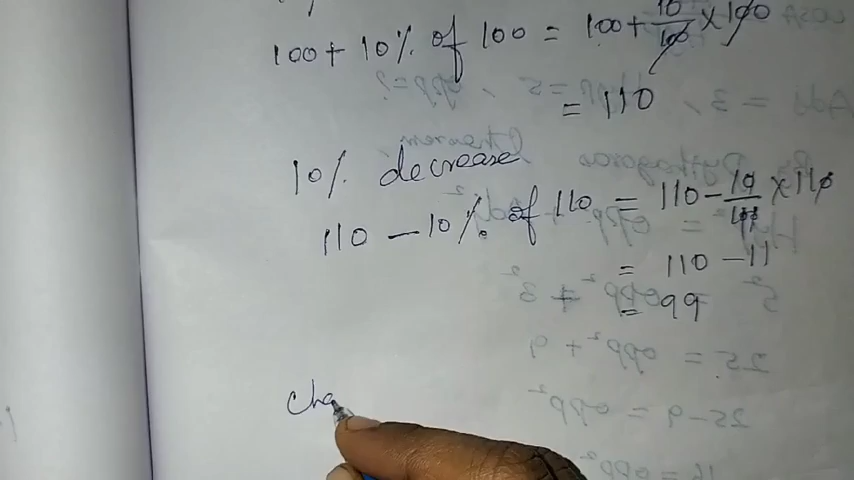 100 + 10% of 100 = 100 + 10/100 × 100
= 110
10% decrease
110 – 10% of 110 = 110 – 10/100 × 110
= 110 – 11
= 99
Cha